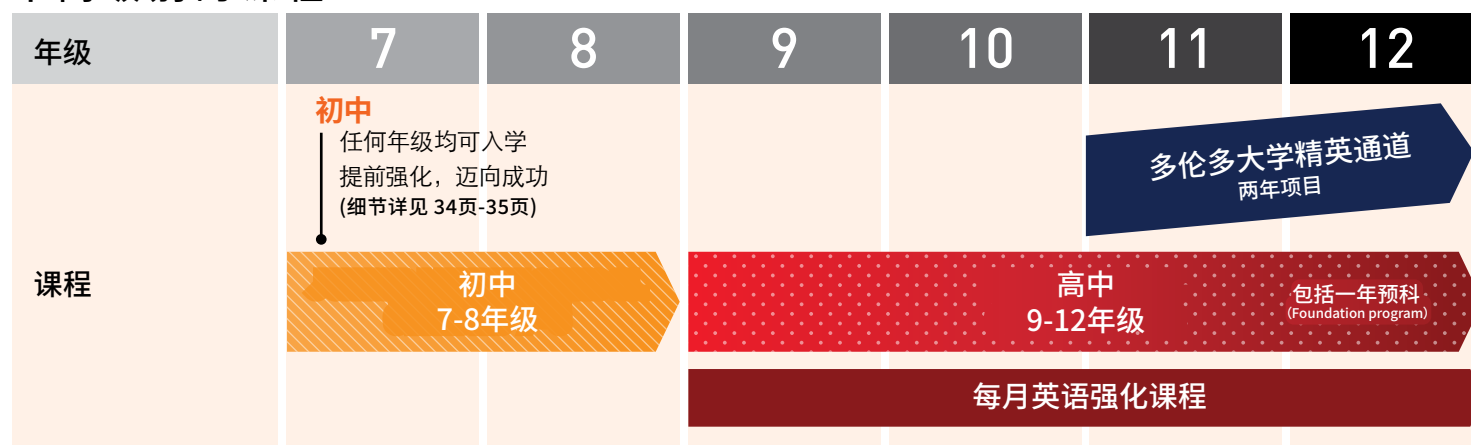 年级
7
8
9
10
11
12
初中
任何年级均可入学
提前强化，迈向成功
(细节详见 34页-35页)
多伦多大学精英通道
两年项目
课程
初中
7-8年级
高中
9-12年级
包括一年预科
(Foundation program)
每月英语强化课程